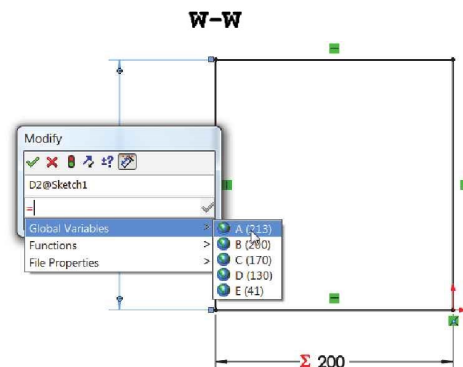 W-W
Modify
±?
D2@Sketch1
=
Global Variables >
Functions >
File Properties >
A (213)
B (200)
C (170)
D (130)
E (41)
Σ 200